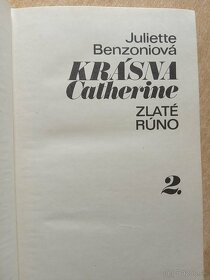 Juliette
Benzoniová
KRÁSNA
Catherine
ZLATÉ
RÚNO
2.